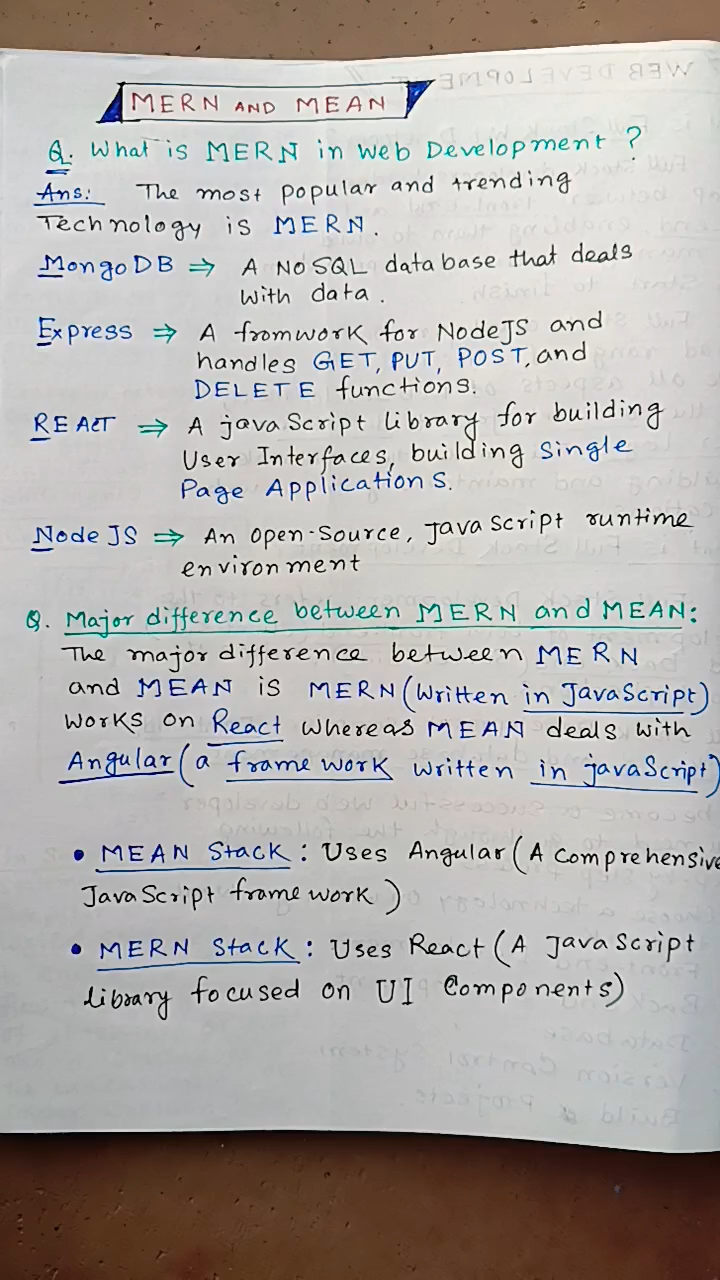 MERN AND MEAN
WEB DEVELOPMENT
Q. What is MERN in Web Development ?
Ans: The most popular and trending
Technology is MERN.
MongoDB ⇒ A NoSQL database that deals
with data.
Express ⇒ A fromwork for NodeJS and
handles GET, PUT, POST, and
DELETE functions.
REACT ⇒ A javaScript library for building
User Interfaces, building Single
Page Applications.
Node JS ⇒ An open-Source, JavaScript runtime
environment
Q. Major difference between MERN and MEAN:
The major difference between MERN
and MEAN is MERN (Written in JavaScript)
works on React whereas MEAN deals with
Angular (a frame work written in javaScript)
• MEAN Stack : Uses Angular (A Comprehensive
JavaScript frame work)
• MERN Stack : Uses React (A JavaScript
library focused on UI Components)